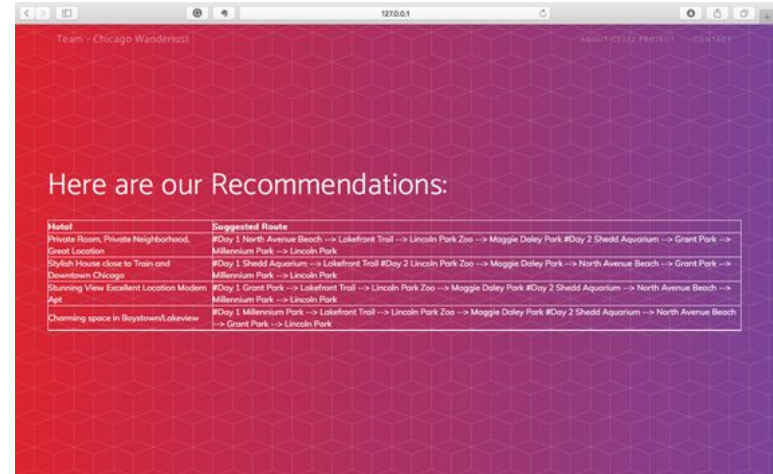 127.0.0.1
Team - Chicago Wanderlust
ABOUT CS122 PROJECT CONTACT
Here are our Recommendations:
Hotal Suggested Route
Private Room, Private Neighborhood, #Day 1 North Avenue Beach --> Lakefront Trail --> Lincoln Park Zoo --> Maggie Daley Park #Day 2 Shedd Aquarium --> Grant Park -->
Great Location Millennium Park --> Lincoln Park
Stylish House close to Train and #Day 1 Shedd Aquarium --> Lakefront Trail #Day 2 Lincoln Park Zoo --> Maggie Daley Park --> North Avenue Beach --> Grant Park -->
Downtown Chicago Millennium Park --> Lincoln Park
Stunning View Excellent Location Modern #Day 1 Grant Park --> Lakefront Trail --> Lincoln Park Zoo --> Maggie Daley Park #Day 2 Shedd Aquarium --> North Avenue Beach -->
Apt Millennium Park --> Lincoln Park
Charming space in Boystown/Lakeview #Day 1 Millennium Park --> Lakefront Trail --> Lincoln Park Zoo --> Maggie Daley Park #Day 2 Shedd Aquarium --> North Avenue Beach
--> Grant Park --> Lincoln Park